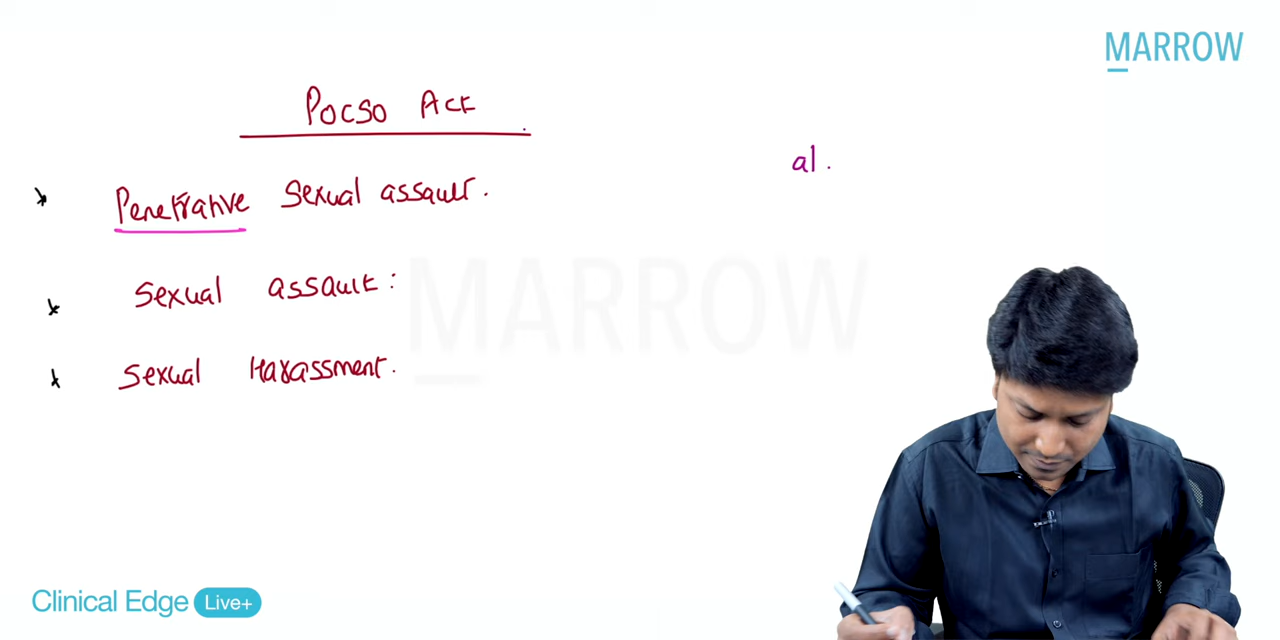 MARROW
Pocso Act
al.
Penetrative Sexual assault.
Sexual assault:
MARROW
Sexual Harassment.
Clinical Edge Live+